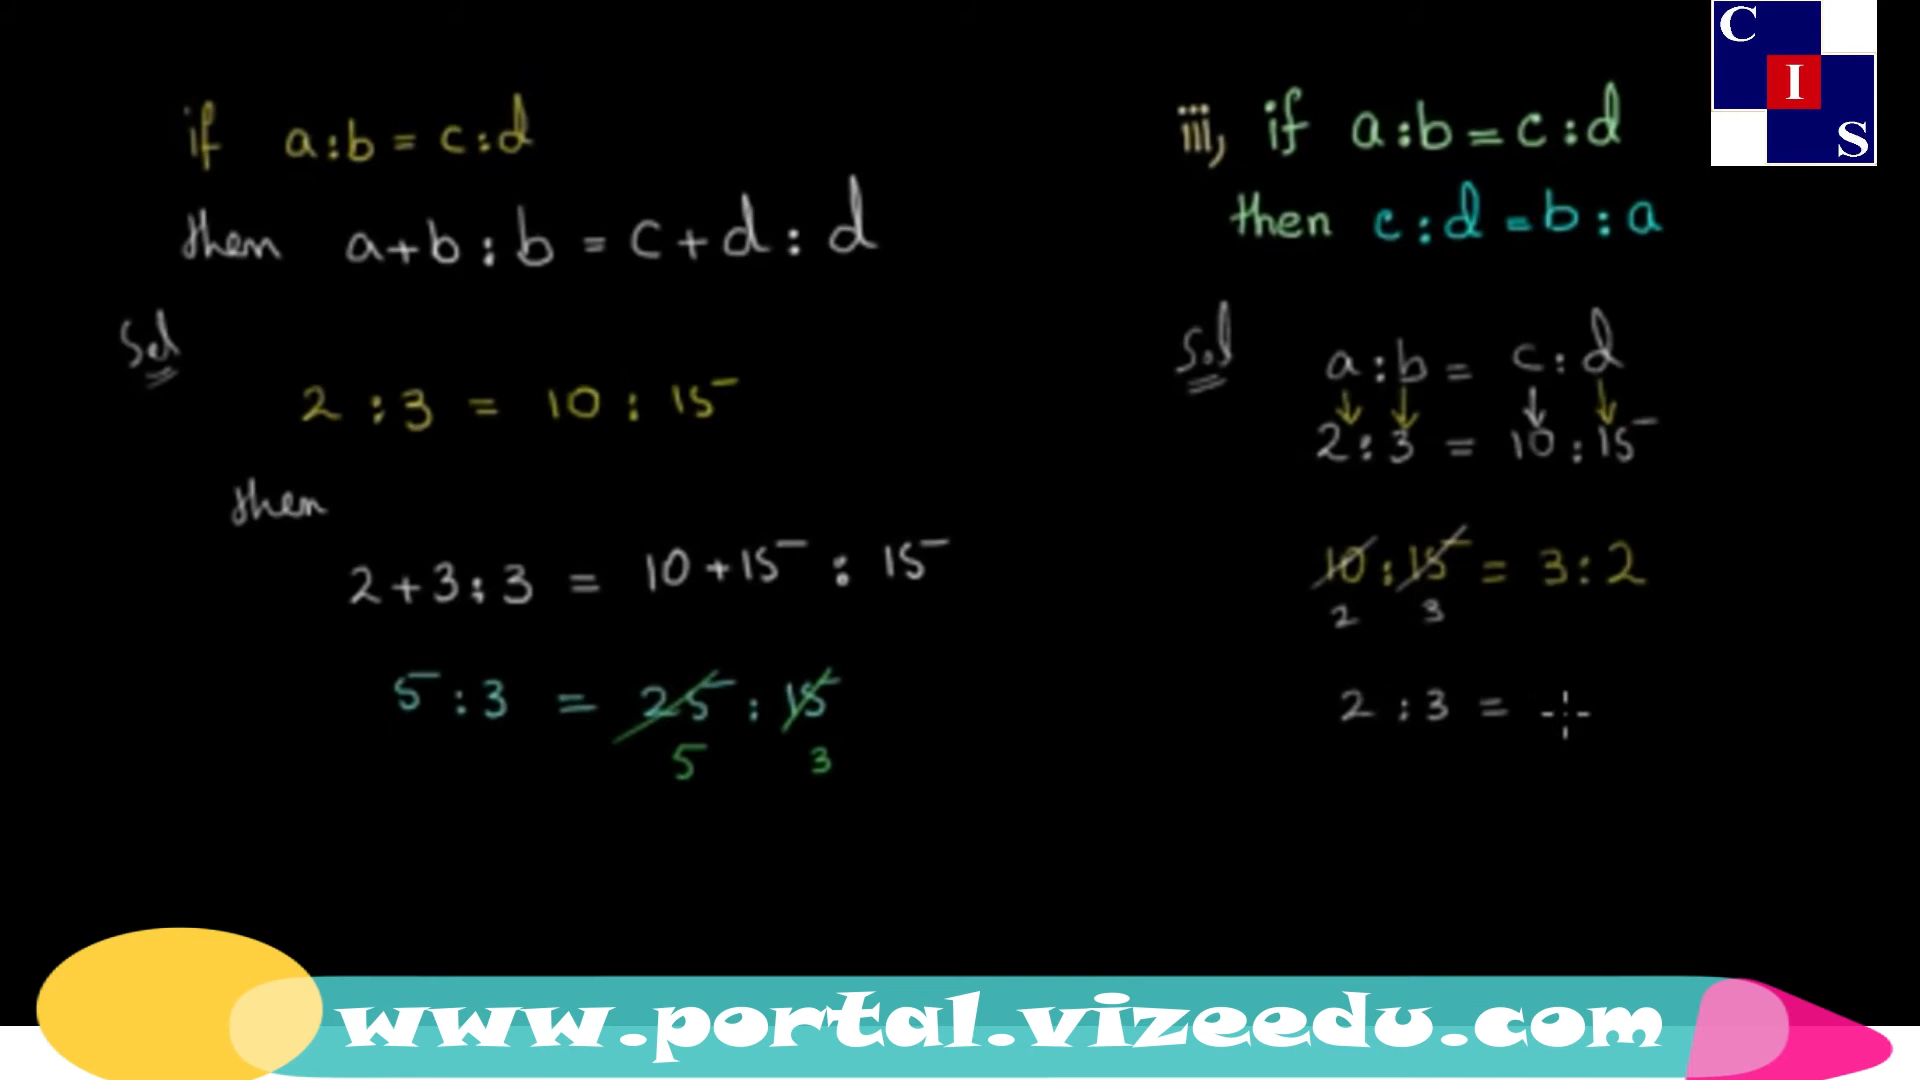 if a:b = c:d
then a+b : b = c+d : d
Sol
2 : 3 = 10 : 15
then
2+3 : 3 = 10+15 : 15
5 : 3 = 25 : 15
5 3
C
I
S
iii, if a:b = c:d
then c:d = b:a
Sol a:b = c:d
2 : 3 = 10 : 15
10 : 15 = 3 : 2
2 3
2 : 3 =
www.portal.vizeedu.com